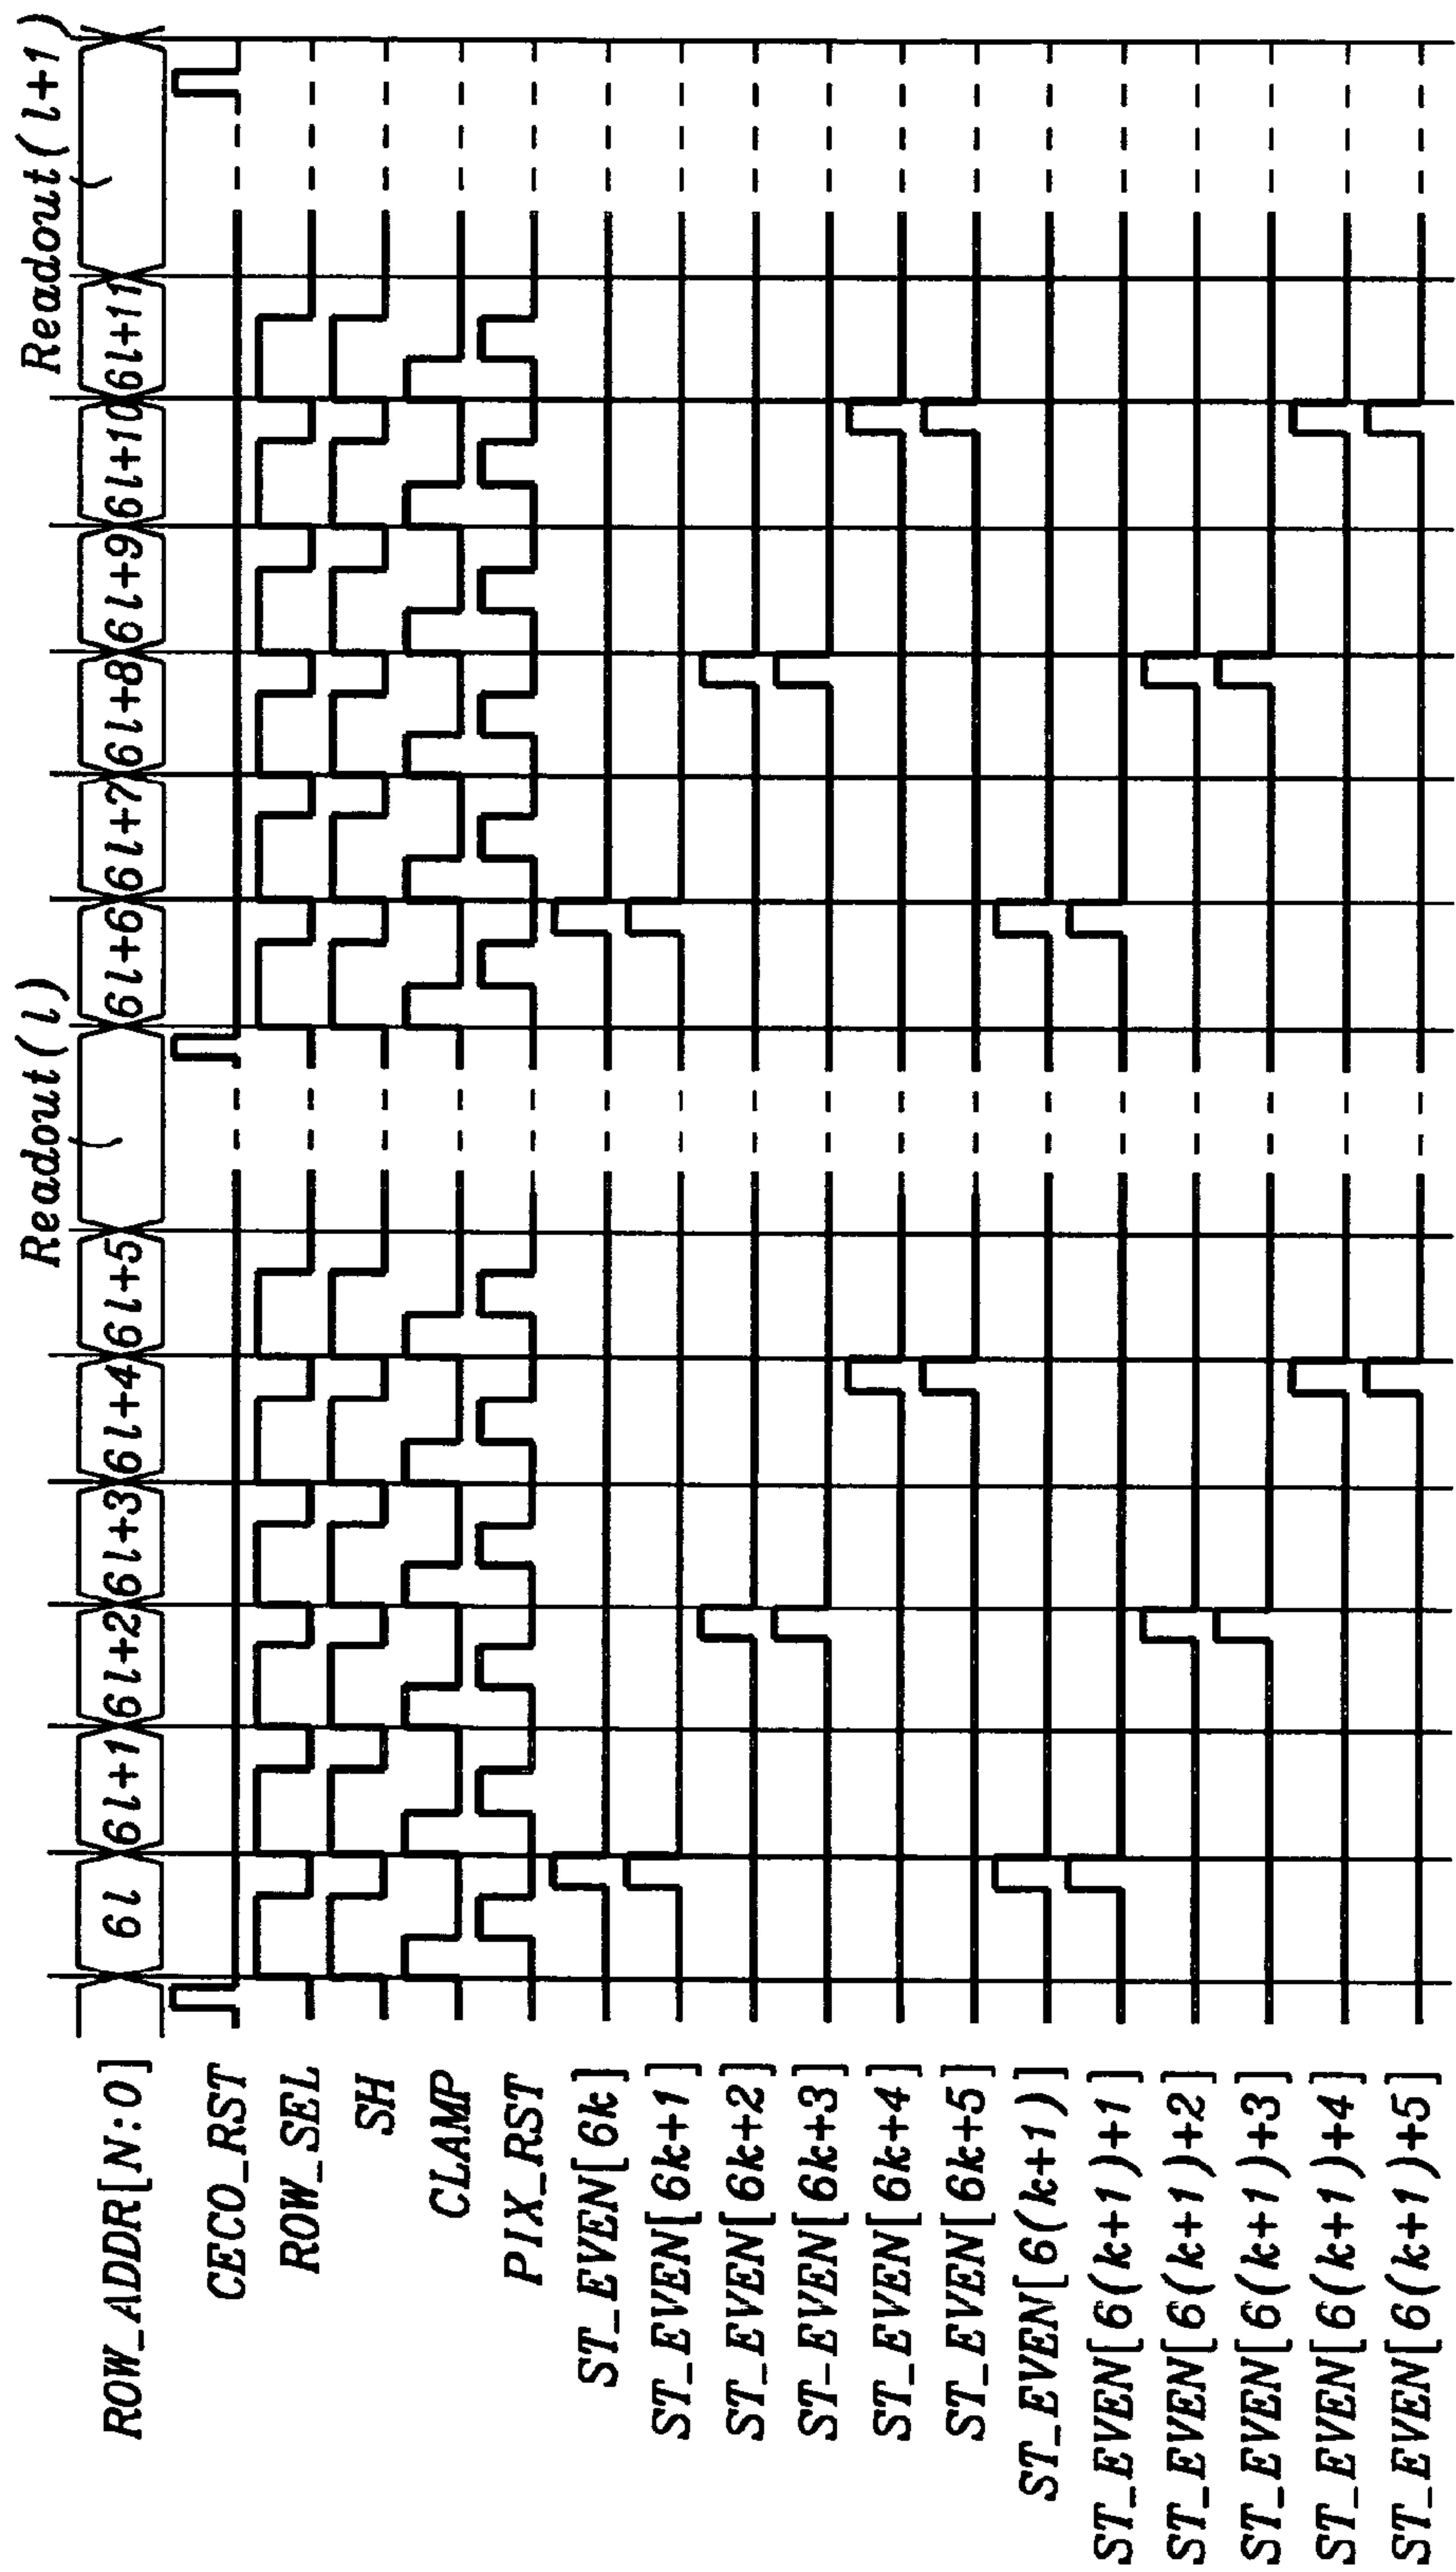 Readout(l)
Readout(l+1)
ROW_ADDR[N:0]
6l
6l+1
6l+2
6l+3
6l+4
6l+5
6l+6
6l+7
6l+8
6l+9
6l+10
6l+11
CECO_RST
ROW_SEL
SH
CLAMP
PIX_RST
ST_EVEN[6k]
ST_EVEN[6k+1]
ST_EVEN[6k+2]
ST-EVEN[6k+3]
ST_EVEN[6k+4]
ST_EVEN[6k+5]
ST_EVEN[6(k+1)]
ST_EVEN[6(k+1)+1]
ST_EVEN[6(k+1)+2]
ST_EVEN[6(k+1)+3]
ST_EVEN[6(k+1)+4]
ST_EVEN[6(k+1)+5]